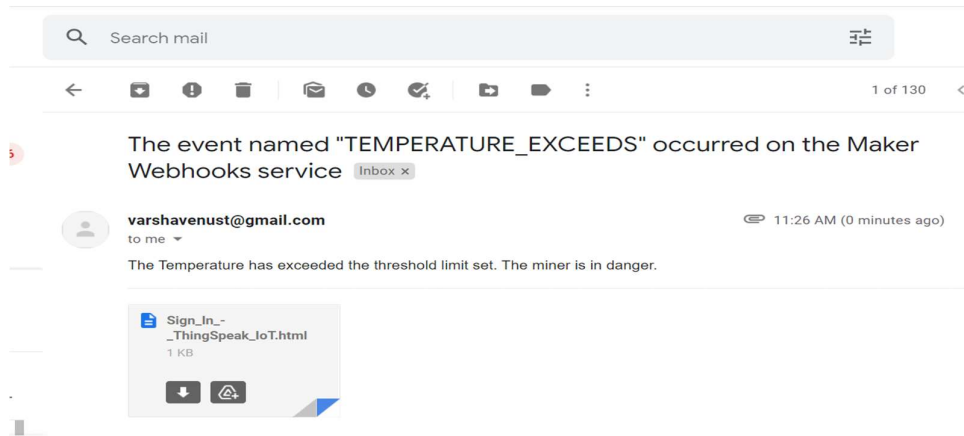 Search mail
1 of 130
The event named "TEMPERATURE_EXCEEDS" occurred on the Maker
Webhooks service Inbox ×
varshavenust@gmail.com 11:26 AM (0 minutes ago)
to me
The Temperature has exceeded the threshold limit set. The miner is in danger.
Sign_In_-
_ThingSpeak_IoT.html
1 KB